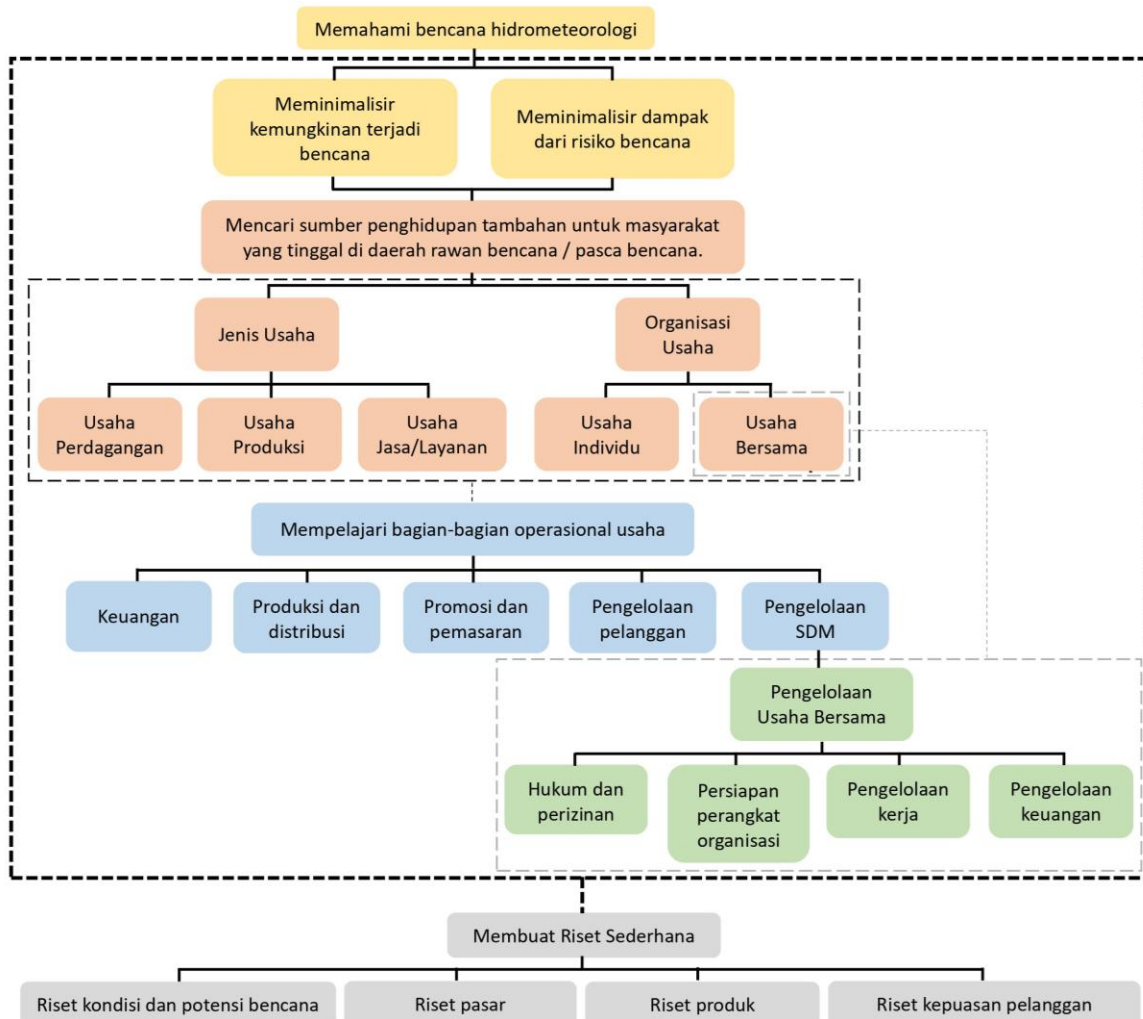 Memahami bencana hidrometeorologi
Meminimalisir
kemungkinan terjadi
bencana
Meminimalisir dampak
dari risiko bencana
Mencari sumber penghidupan tambahan untuk masyarakat
yang tinggal di daerah rawan bencana / pasca bencana.
Jenis Usaha
Organisasi
Usaha
Usaha
Perdagangan
Usaha
Produksi
Usaha
Jasa/Layanan
Usaha
Individu
Usaha
Bersama
Mempelajari bagian-bagian operasional usaha
Keuangan
Produksi dan
distribusi
Promosi dan
pemasaran
Pengelolaan
pelanggan
Pengelolaan
SDM
Pengelolaan
Usaha Bersama
Hukum dan
perizinan
Persiapan
perangkat
organisasi
Pengelolaan
kerja
Pengelolaan
keuangan
Membuat Riset Sederhana
Riset kondisi dan potensi bencana
Riset pasar
Riset produk
Riset kepuasan pelanggan